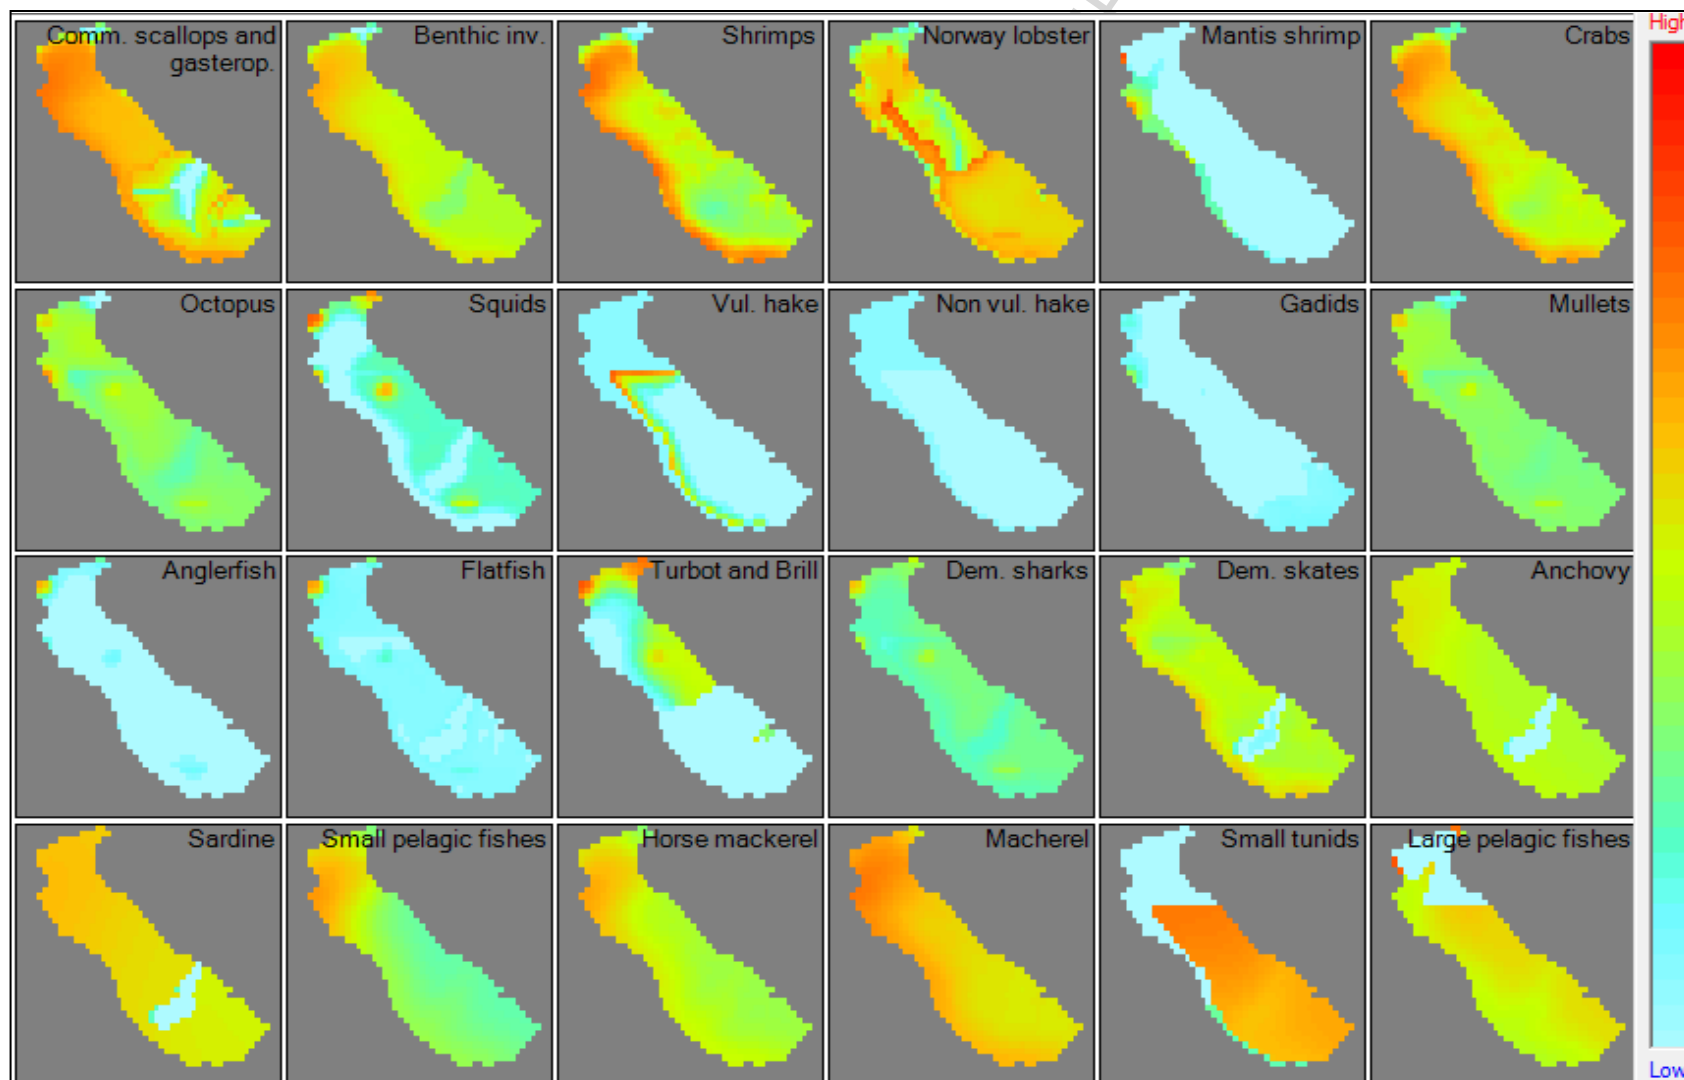 High
Comm. scallops and
gasterop.
Benthic inv.
Shrimps
Norway lobster
Mantis shrimp
Crabs
Octopus
Squids
Vul. hake
Non vul. hake
Gadids
Mullets
Anglerfish
Flatfish
Turbot and Brill
Dem. sharks
Dem. skates
Anchovy
Sardine
Small pelagic fishes
Horse mackerel
Macherel
Small tunids
Large pelagic fishes
Low